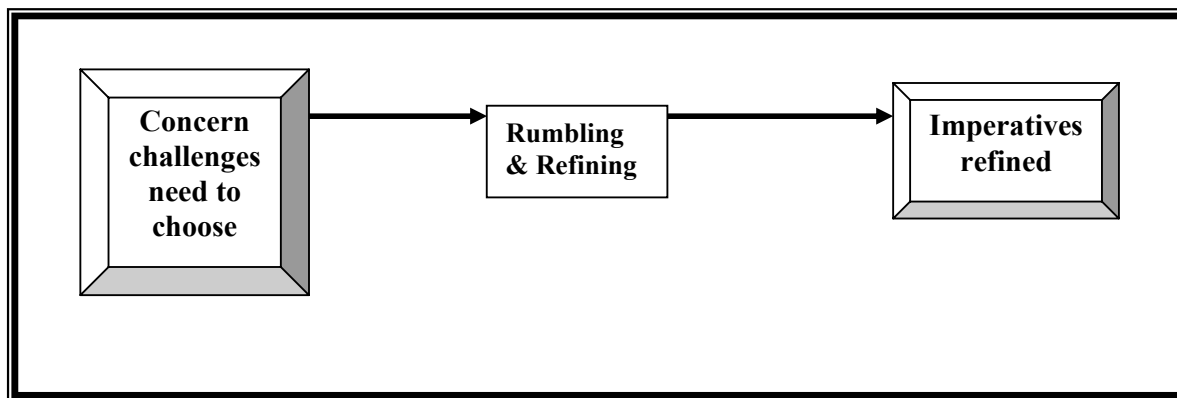 Concern
challenges
need to
choose
Rumbling
& Refining
Imperatives
refined